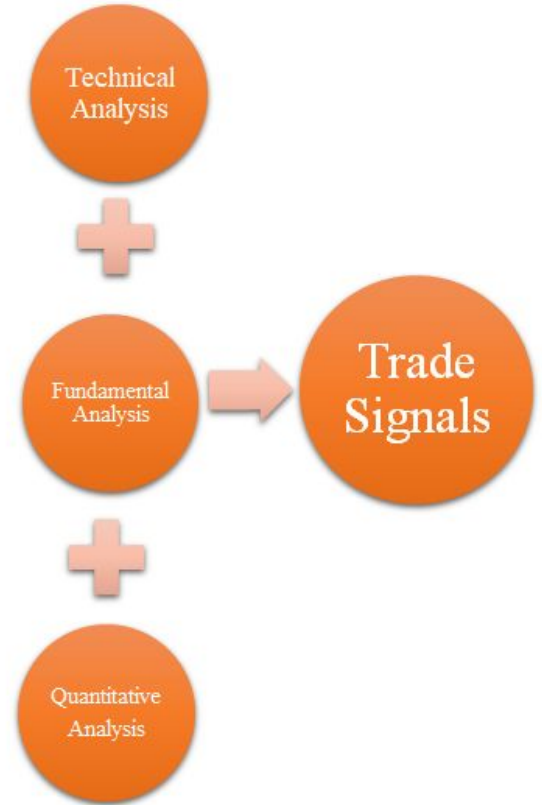 Technical
Analysis
Fundamental
Analysis
Trade
Signals
Quantitative
Analysis